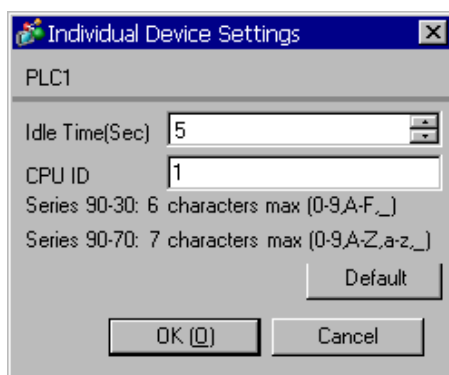 Individual Device Settings
PLC1
Idle Time(Sec) 5
CPU ID 1
Series 90-30: 6 characters max (0-9,A-F,_)
Series 90-70: 7 characters max (0-9,A-Z,a-z,_)
Default
OK (O) Cancel